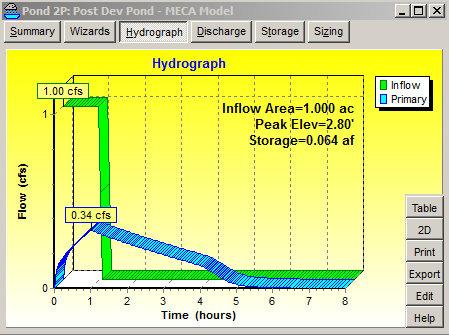 Pond 2P: Post Dev Pond - MECA Model
Summary Wizards Hydrograph Discharge Storage Sizing
Hydrograph
1.00 cfs
Inflow
Primary
Inflow Area=1.000 ac
Peak Elev=2.80'
Storage=0.064 af
1
0.34 cfs
Flow (cfs)
0
0 1 2 3 4 5 6 7 8
Time (hours)
Table
2D
Print
Export
Edit
Help